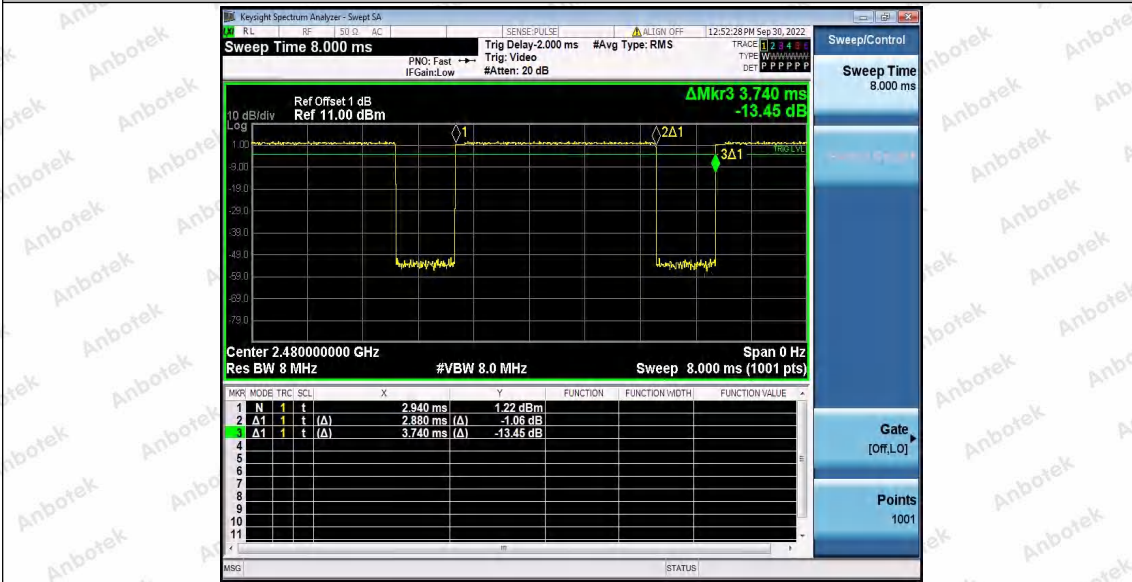 Keysight Spectrum Analyzer - Swept SA
RL RF 50 Ω AC SENSE:PULSE ALIGN OFF 12:52:28 PM Sep 30, 2022
Sweep Time 8.000 ms
Trig Delay-2.000 ms #Avg Type: RMS TRACE 1 2 3 4 5 6
PNO: Fast Trig: Video TYPE WWWWWW
IFGain:Low #Atten: 20 dB DET P P P P P P
ΔMkr3 3.740 ms
-13.45 dB
Ref Offset 1 dB
10 dB/div Ref 11.00 dBm
Log
1.00
-9.00
-19.0
-29.0
-39.0
-49.0
-59.0
-69.0
-79.0
1
2Δ1
3Δ1
TRIG LVL
Center 2.480000000 GHz Span 0 Hz
Res BW 8 MHz #VBW 8.0 MHz Sweep 8.000 ms (1001 pts)
MKR MODE TRC SCL X Y FUNCTION FUNCTION WIDTH FUNCTION VALUE
1 N 1 t 2.940 ms 1.22 dBm
2 Δ1 1 t (Δ) 2.880 ms (Δ) -1.06 dB
3 Δ1 1 t (Δ) 3.740 ms (Δ) -13.45 dB
4
5
6
7
8
9
10
11
MSG STATUS
Sweep/Control
Sweep Time
8.000 ms
Gate
[Off,LO]
Points
1001
Anbotek